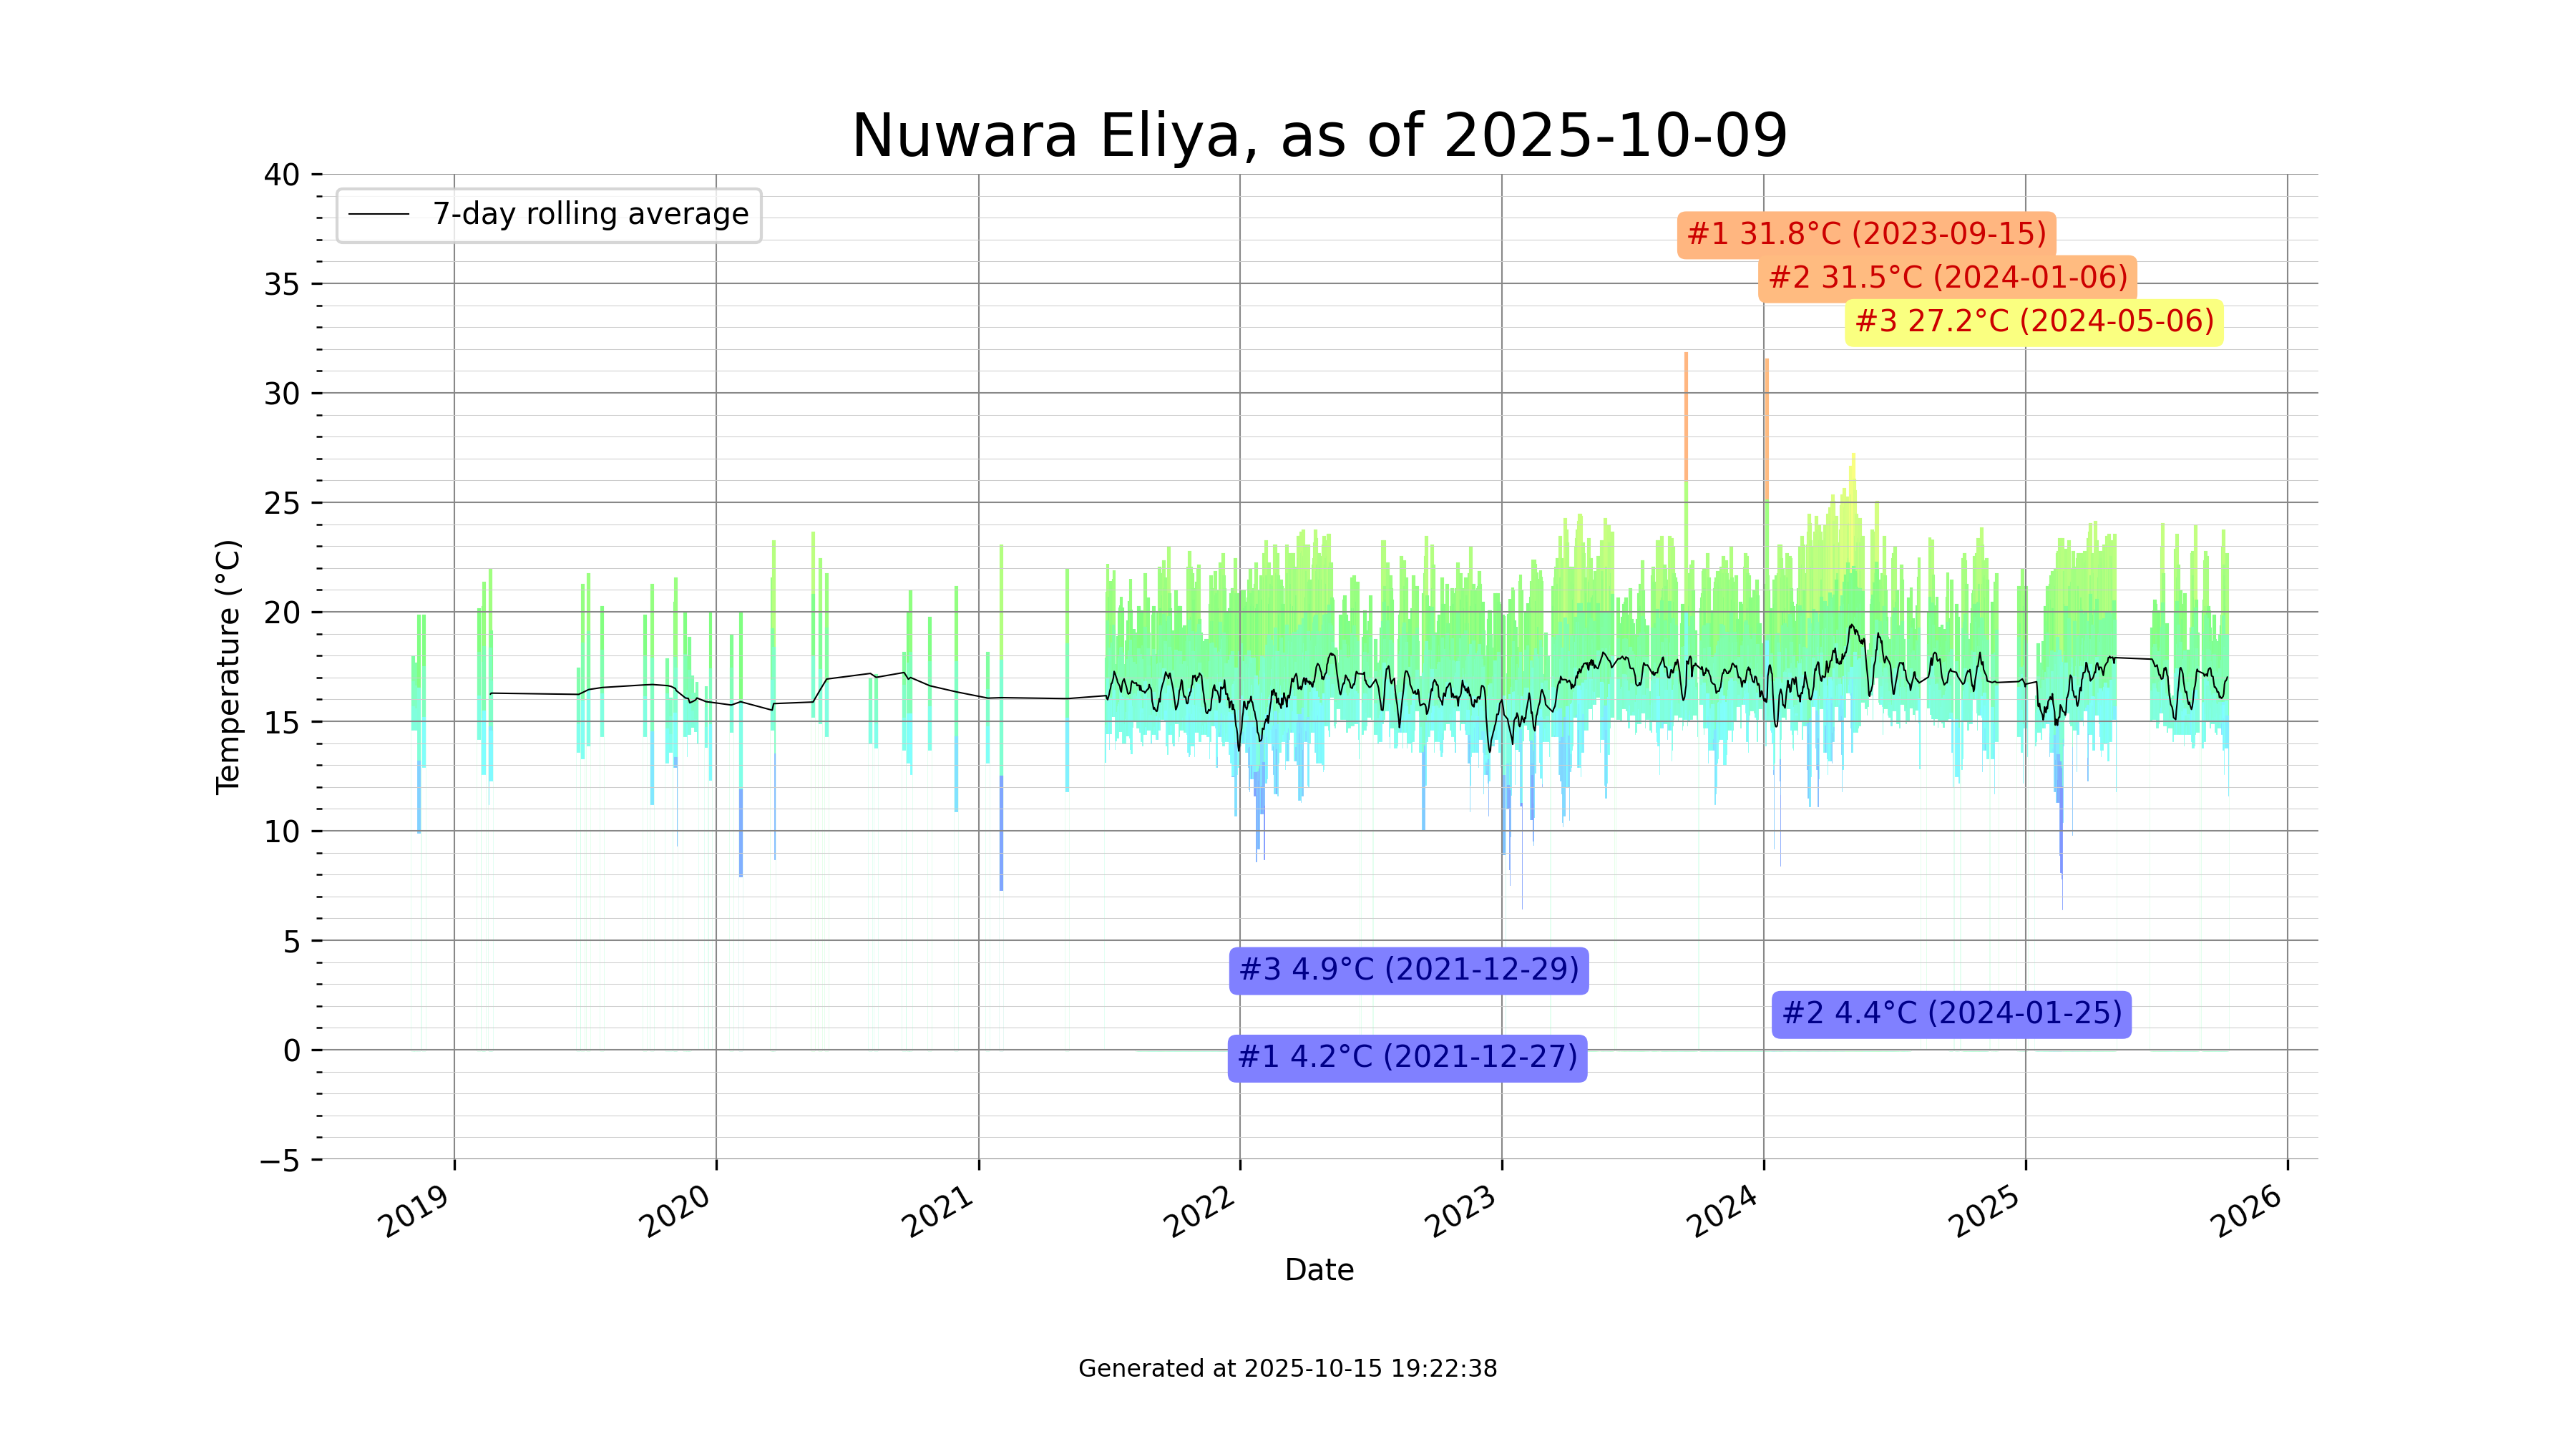 Nuwara Eliya, as of 2025-10-09
40
35
30
25
20
15
10
5
0
−5
Temperature (°C)
7-day rolling average
#1 31.8°C (2023-09-15)
#2 31.5°C (2024-01-06)
#3 27.2°C (2024-05-06)
#3 4.9°C (2021-12-29)
#2 4.4°C (2024-01-25)
#1 4.2°C (2021-12-27)
2019
2020
2021
2022
2023
2024
2025
2026
Date
Generated at 2025-10-15 19:22:38